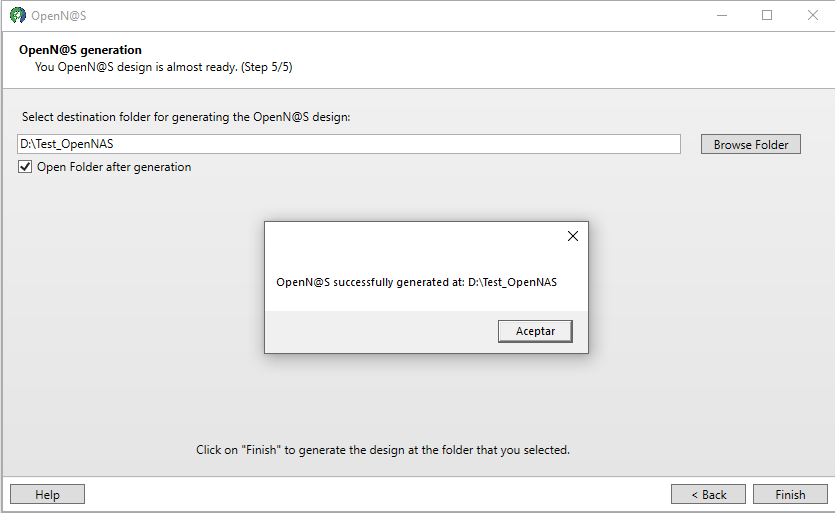 OpenN@S
OpenN@S generation
You OpenN@S design is almost ready. (Step 5/5)
Select destination folder for generating the OpenN@S design:
D:\Test_OpenNAS
Browse Folder
Open Folder after generation
OpenN@S successfully generated at: D:\Test_OpenNAS
Aceptar
Click on "Finish" to generate the design at the folder that you selected.
Help
< Back
Finish